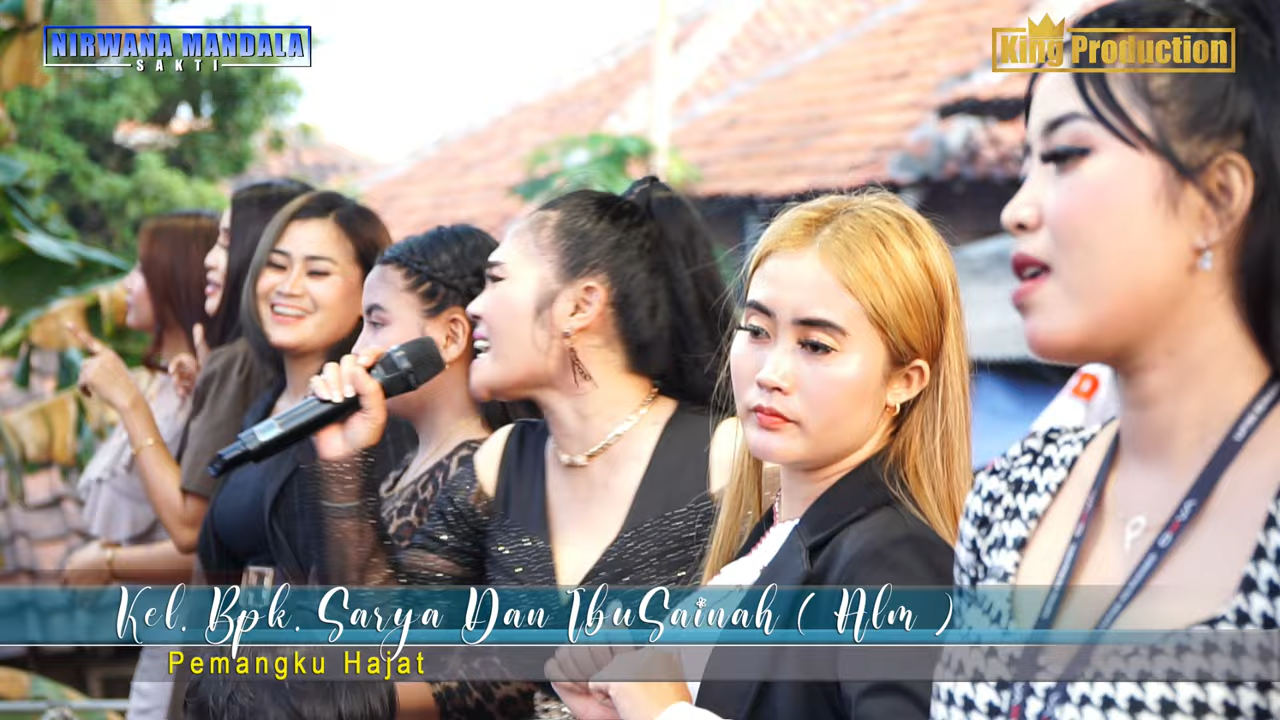 NIRWANA MANDALA
SAKTI
King Production
D
Kel. Bpk. Sarya Dan IbuSainah ( Alm )
Pemangku Hajat